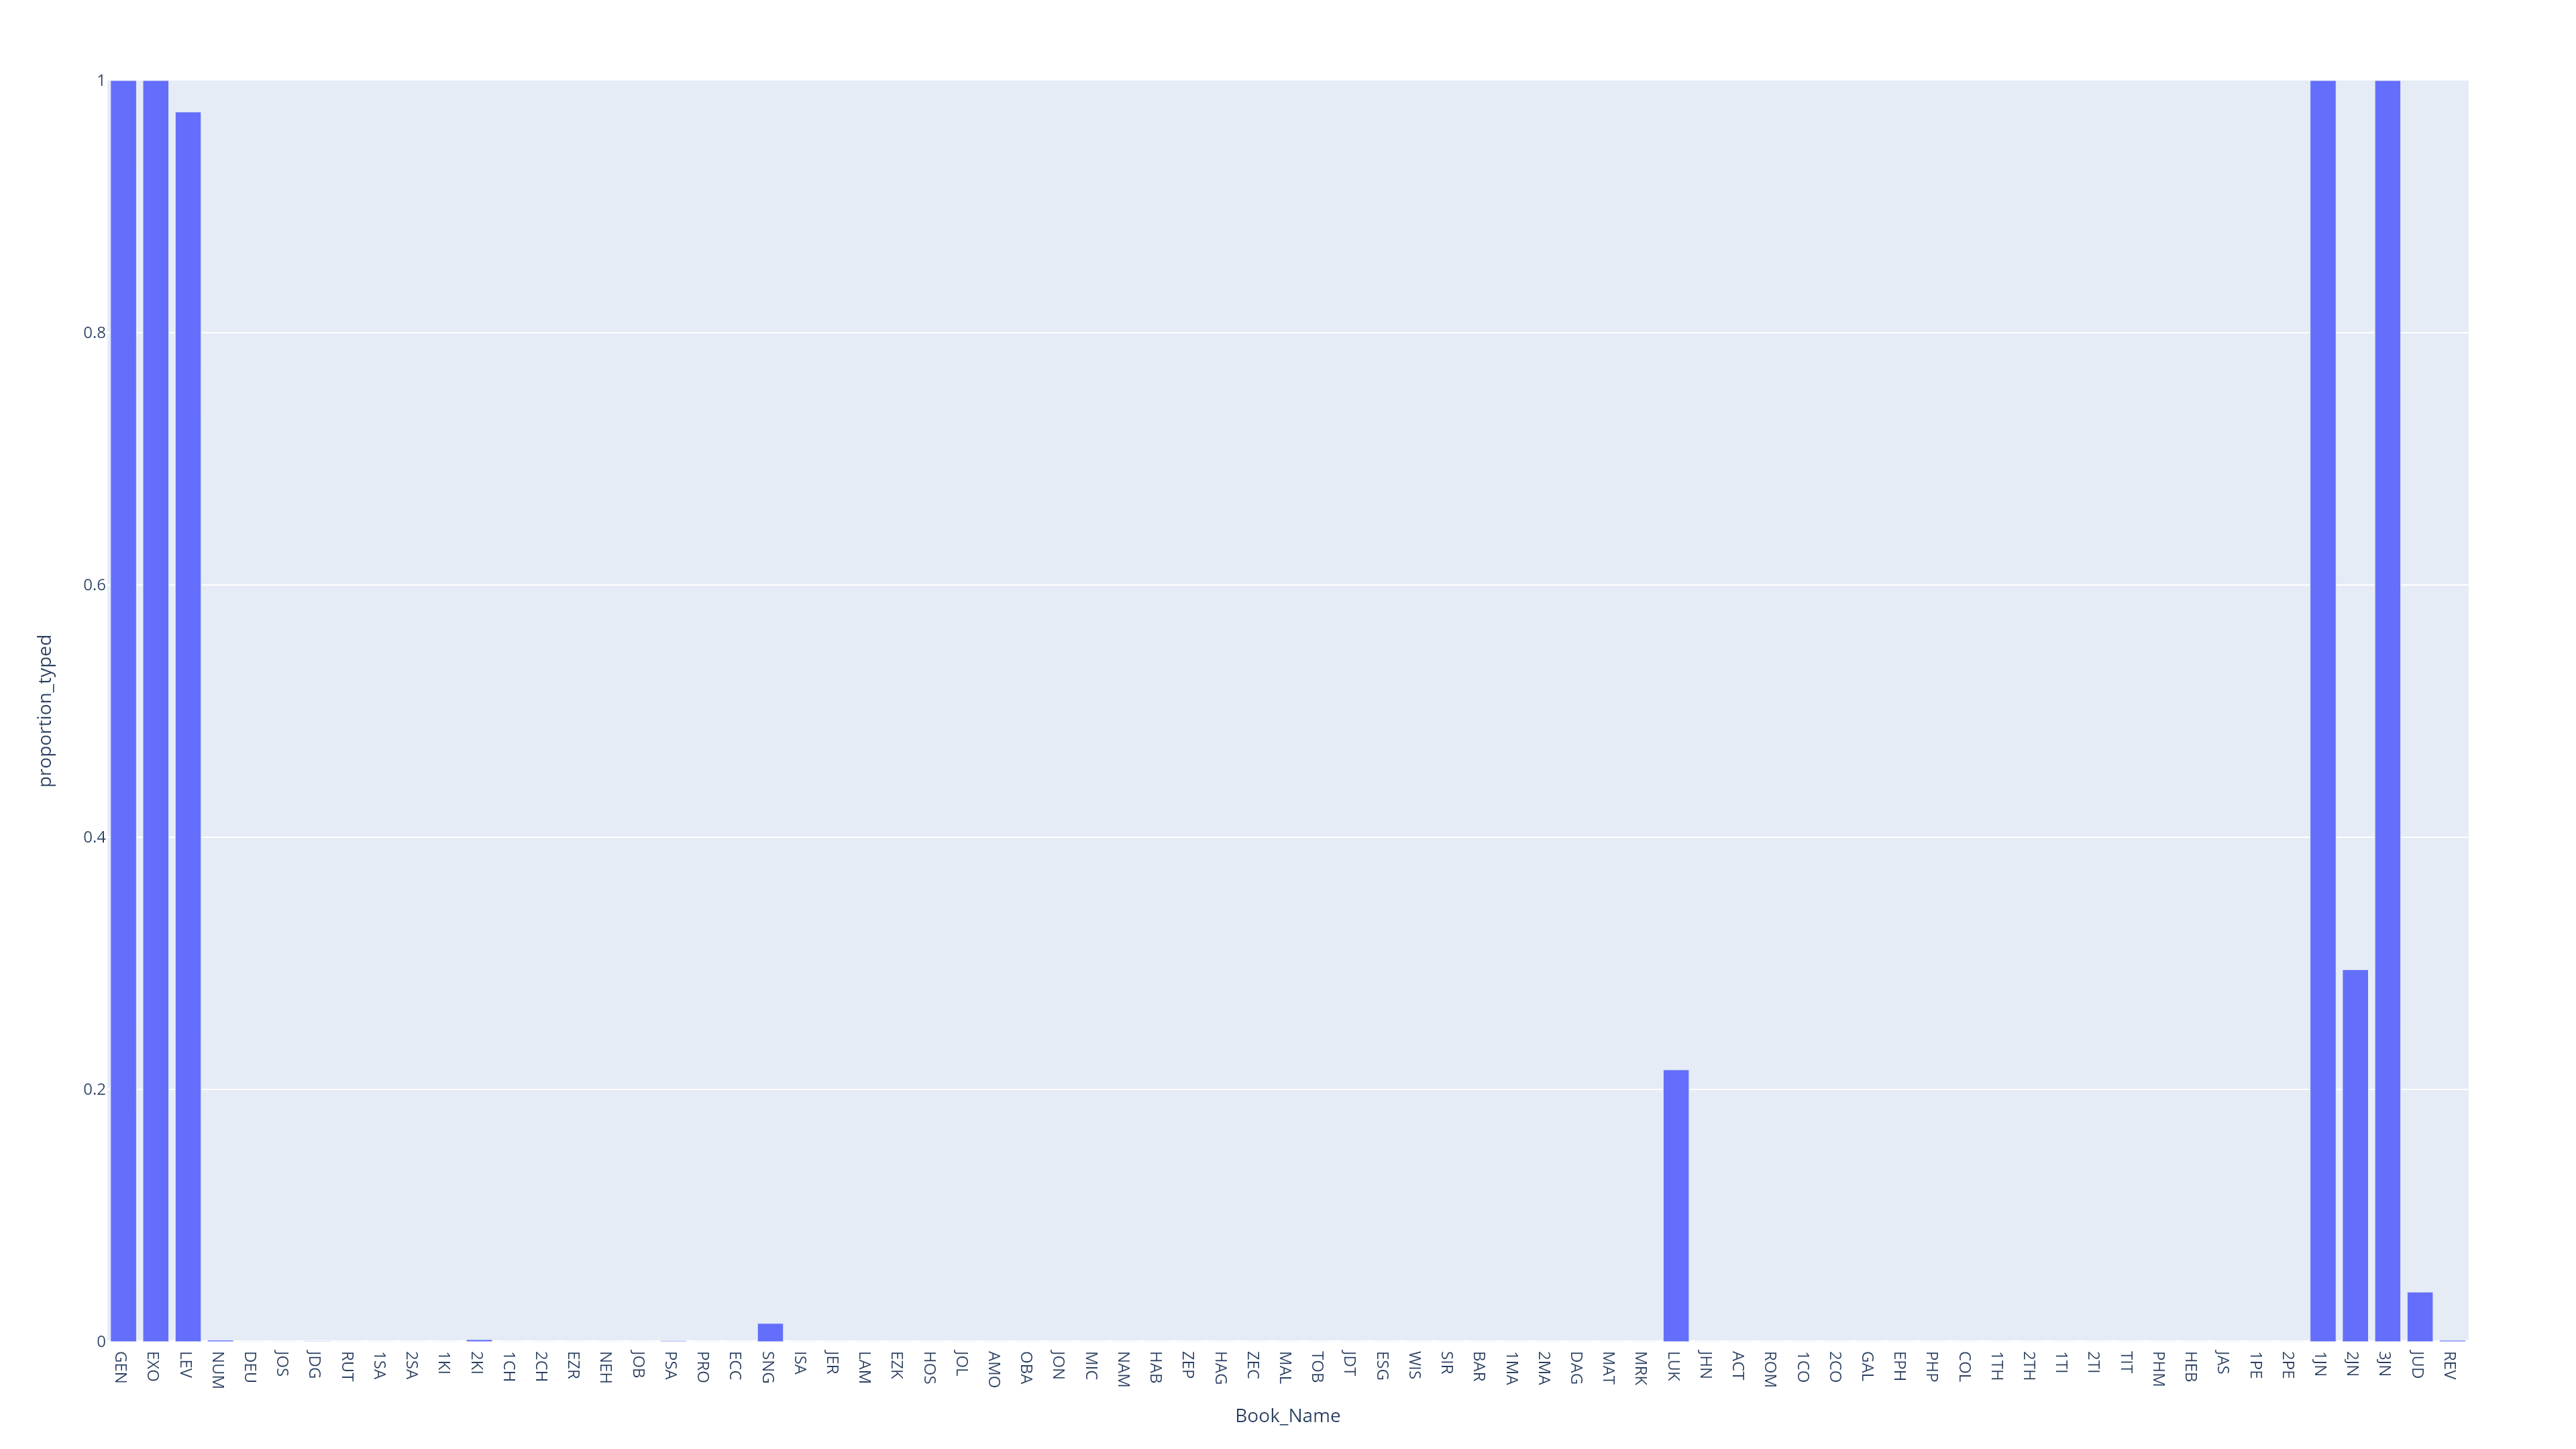 1
0.8
0.6
0.4
0.2
0
proportion_typed
GEN
EXO
LEV
NUM
DEU
JOS
JDG
RUT
1SA
2SA
1KI
2KI
1CH
2CH
EZR
NEH
JOB
PSA
PRO
ECC
SNG
ISA
JER
LAM
EZK
HOS
JOL
AMO
OBA
JON
MIC
NAM
HAB
ZEP
HAG
ZEC
MAL
TOB
JDT
ESG
WIS
SIR
BAR
1MA
2MA
DAG
MAT
MRK
LUK
JHN
ACT
ROM
1CO
2CO
GAL
EPH
PHP
COL
1TH
2TH
1TI
2TI
TIT
PHM
HEB
JAS
1PE
2PE
1JN
2JN
3JN
JUD
REV
Book_Name